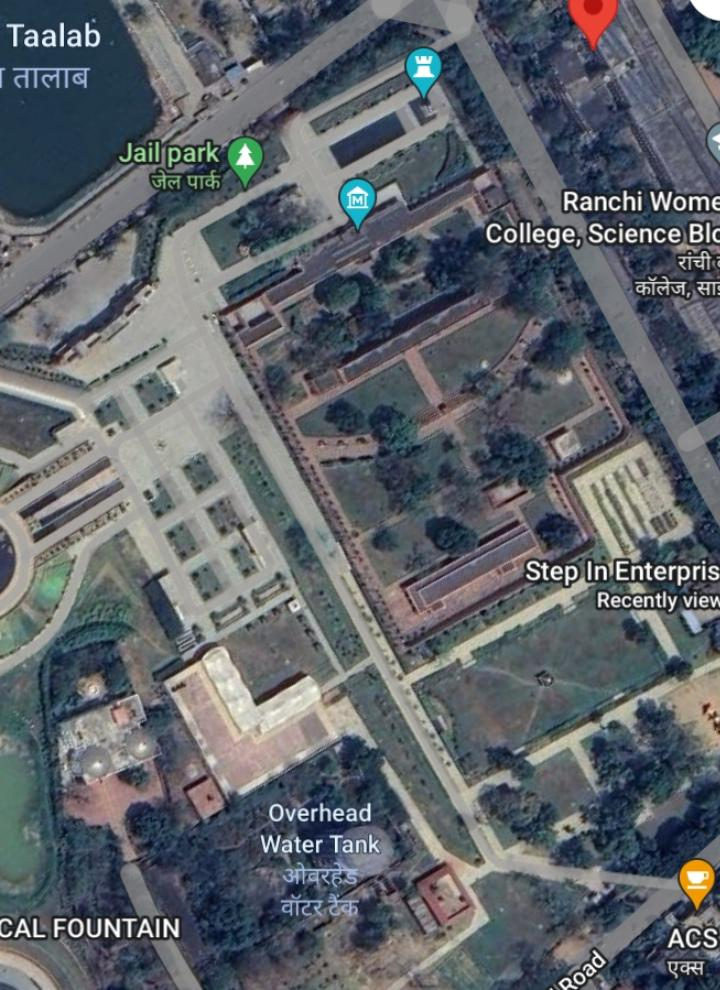 Taalab
तालाब
Jail park
जेल पार्क
Ranchi Wome
College, Science Blo
रांची
कॉलेज, साइ
Step In Enterpris
Recently view
Overhead
Water Tank
ओवरहेड
वॉटर टैंक
CAL FOUNTAIN
ACS
एक्स
Road